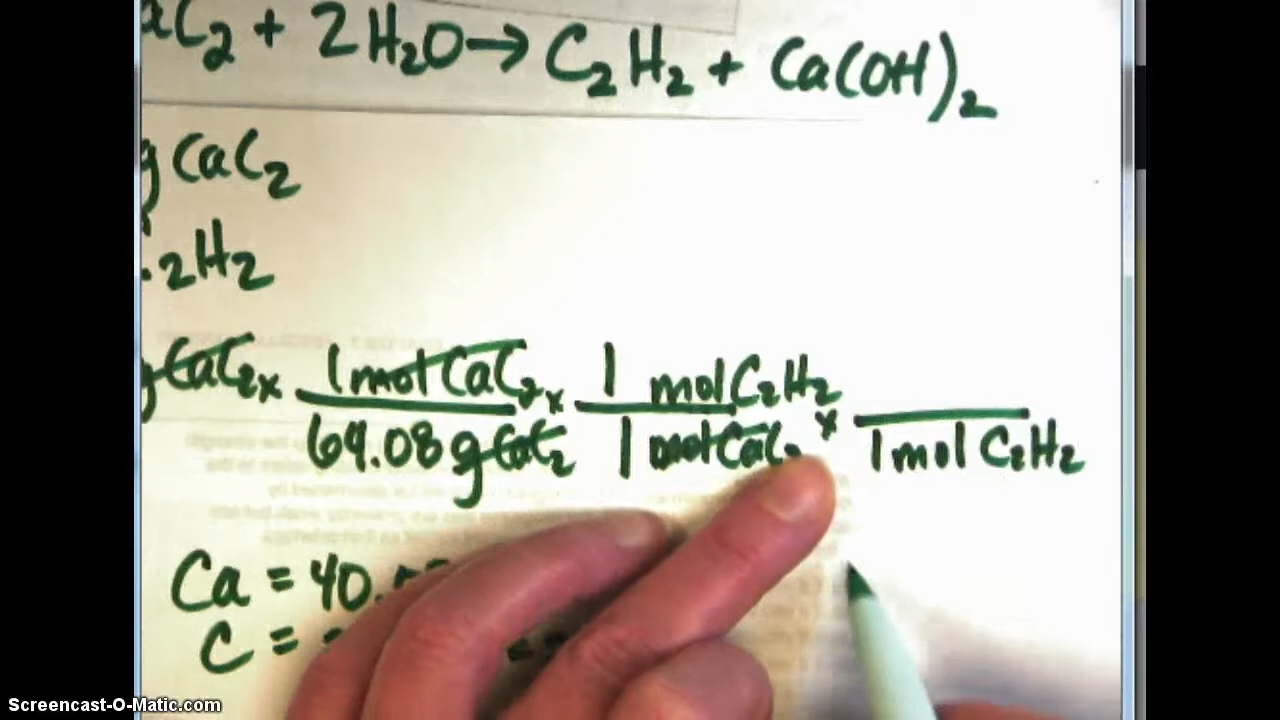 aC₂ + 2H₂O → C₂H₂ + Ca(OH)₂
g CaC₂
₂H₂
g CaC₂ x 1 mol CaC₂ x 1 mol C₂H₂ x
64.08 g CaC₂ 1 mol CaC₂ 1 mol C₂H₂
Ca = 40.
C =
Screencast-O-Matic.com